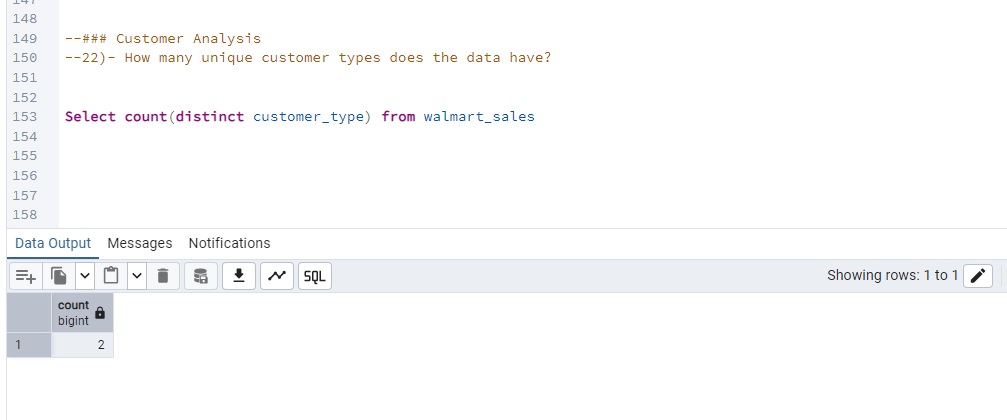 147
148
149 --### Customer Analysis
150 --22)- How many unique customer types does the data have?
151
152
153 Select count(distinct customer_type) from walmart_sales
154
155
156
157
158
Data Output Messages Notifications
SQL Showing rows: 1 to 1
count
bigint
1 2